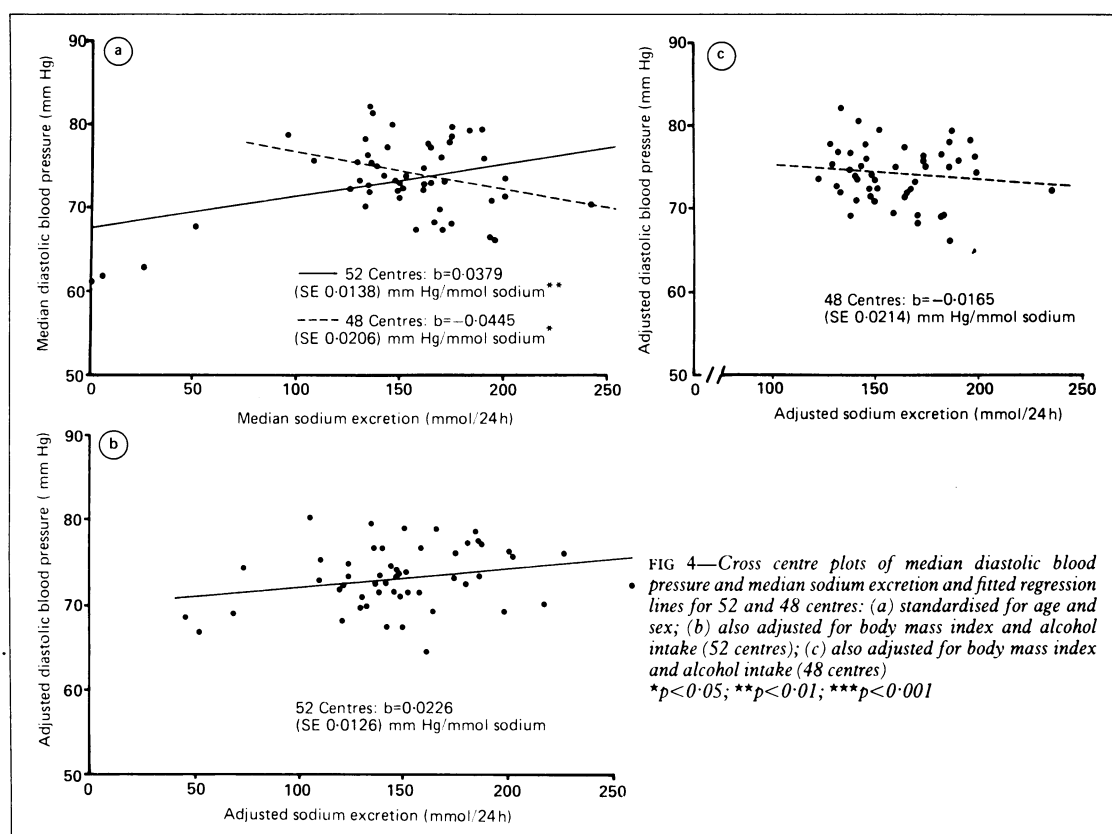 90
80
70
60
50
Median diastolic blood pressure (mm Hg)
a
52 Centres: b=0·0379
(SE 0·0138) mm Hg/mmol sodium**
48 Centres: b=−0·0445
(SE 0·0206) mm Hg/mmol sodium*
0 50 100 150 200 250
Median sodium excretion (mmol/24h)
90
80
70
60
50
Adjusted diastolic blood pressure (mm Hg)
c
48 Centres: b=−0·0165
(SE 0·0214) mm Hg/mmol sodium
0 100 150 200 250
Adjusted sodium excretion (mmol/24h)
90
80
70
60
50
Adjusted diastolic blood pressure ( mm Hg)
b
52 Centres: b=0·0226
(SE 0·0126) mm Hg/mmol sodium
0 50 100 150 200 250
Adjusted sodium excretion (mmol/24h)
FIG 4—Cross centre plots of median diastolic blood
pressure and median sodium excretion and fitted regression
lines for 52 and 48 centres: (a) standardised for age and
sex; (b) also adjusted for body mass index and alcohol
intake (52 centres); (c) also adjusted for body mass index
and alcohol intake (48 centres)
*p<0·05; **p<0·01; ***p<0·001